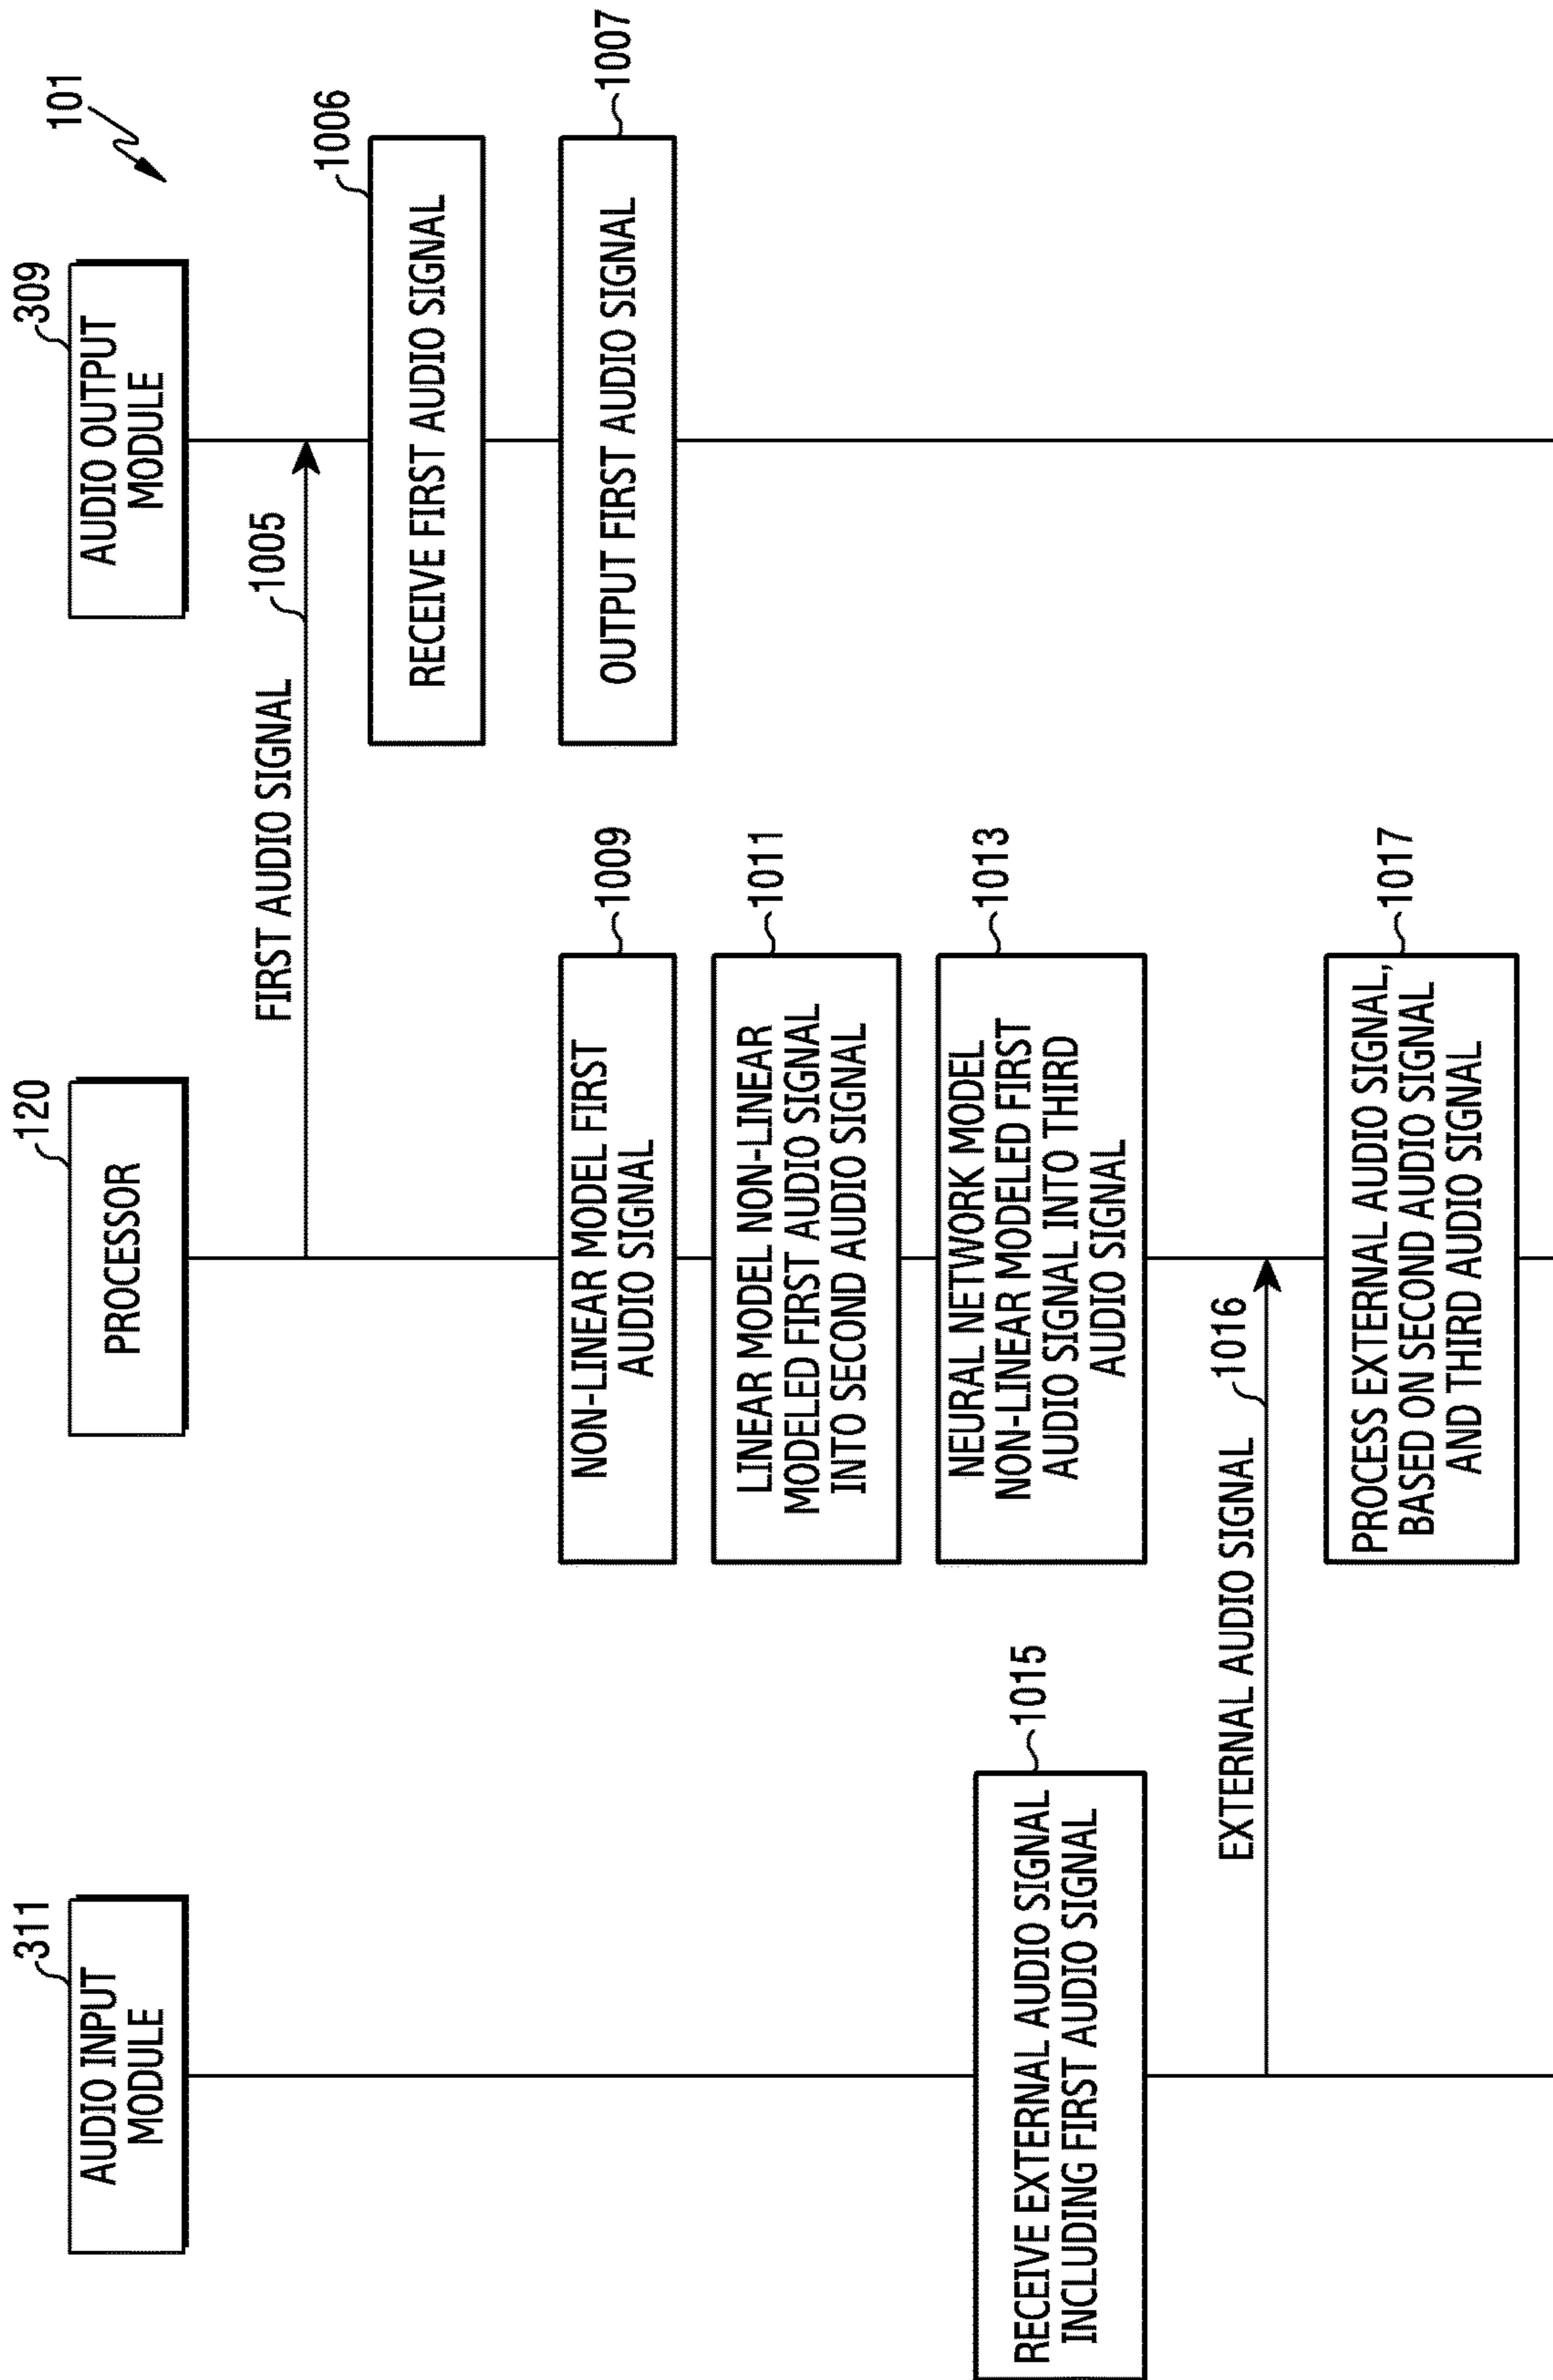 101
311
AUDIO INPUT
MODULE
120
PROCESSOR
309
AUDIO OUTPUT
MODULE
FIRST AUDIO SIGNAL
1005
1006
RECEIVE FIRST AUDIO SIGNAL
1007
OUTPUT FIRST AUDIO SIGNAL
1009
NON-LINEAR MODEL FIRST
AUDIO SIGNAL
1011
LINEAR MODEL NON-LINEAR
MODELED FIRST AUDIO SIGNAL
INTO SECOND AUDIO SIGNAL
1013
NEURAL NETWORK MODEL
NON-LINEAR MODELED FIRST
AUDIO SIGNAL INTO THIRD
AUDIO SIGNAL
1015
RECEIVE EXTERNAL AUDIO SIGNAL
INCLUDING FIRST AUDIO SIGNAL
EXTERNAL AUDIO SIGNAL
1016
1017
PROCESS EXTERNAL AUDIO SIGNAL,
BASED ON SECOND AUDIO SIGNAL
AND THIRD AUDIO SIGNAL